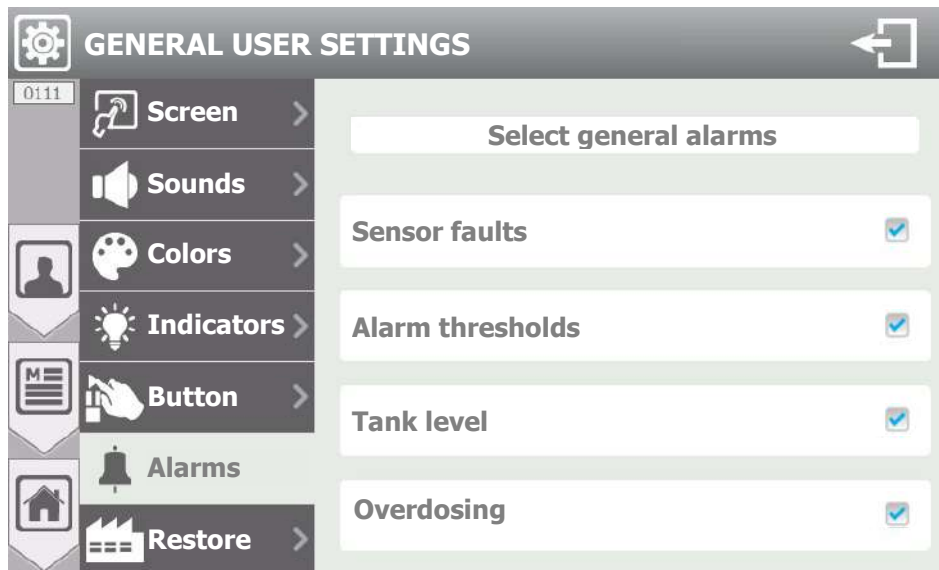 GENERAL USER SETTINGS
0111
Screen
Sounds
Colors
Indicators
Button
Alarms
Restore
Select general alarms
Sensor faults
Alarm thresholds
Tank level
Overdosing
M